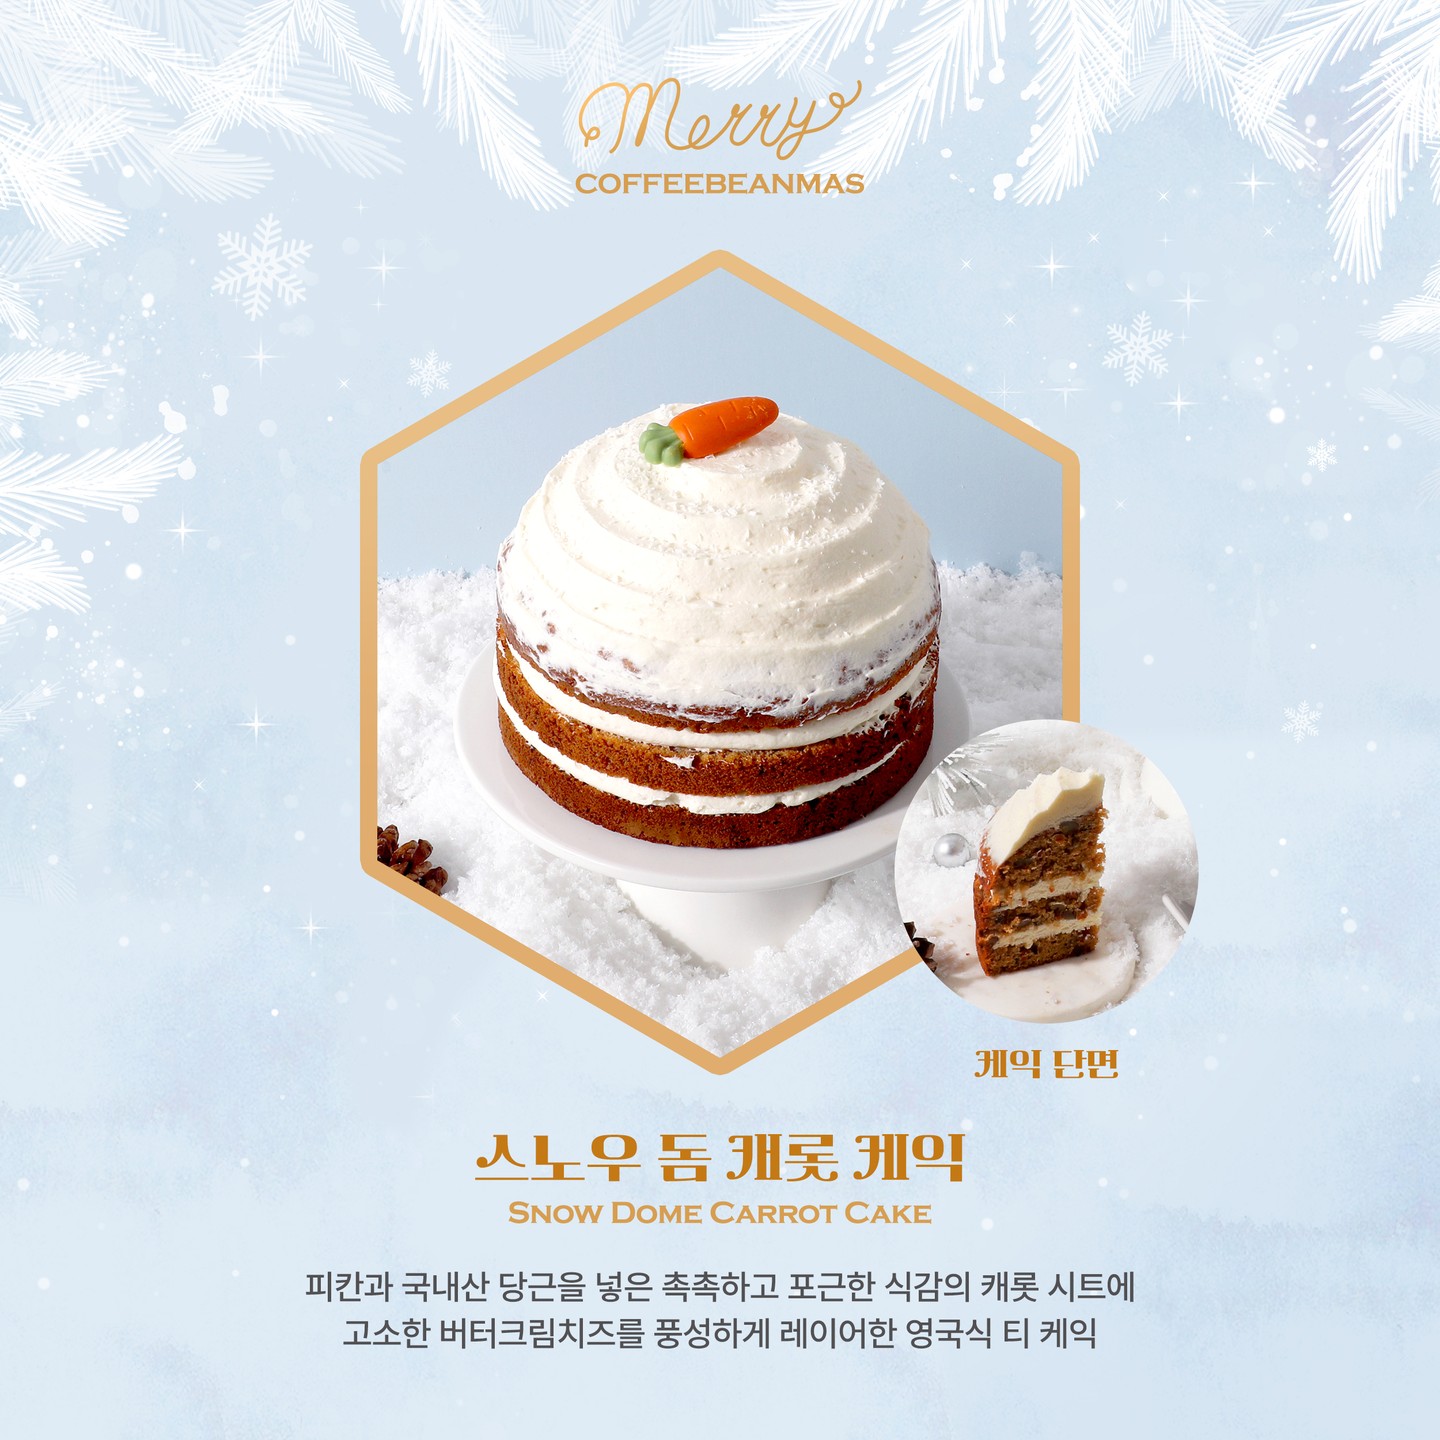 Merry
COFFEEBEANMAS
케익 단면
스노우 돔 캐롯 케익
SNOW DOME CARROT CAKE
피칸과 국내산 당근을 넣은 촉촉하고 포근한 식감의 캐롯 시트에
고소한 버터크림치즈를 풍성하게 레이어한 영국식 티 케익